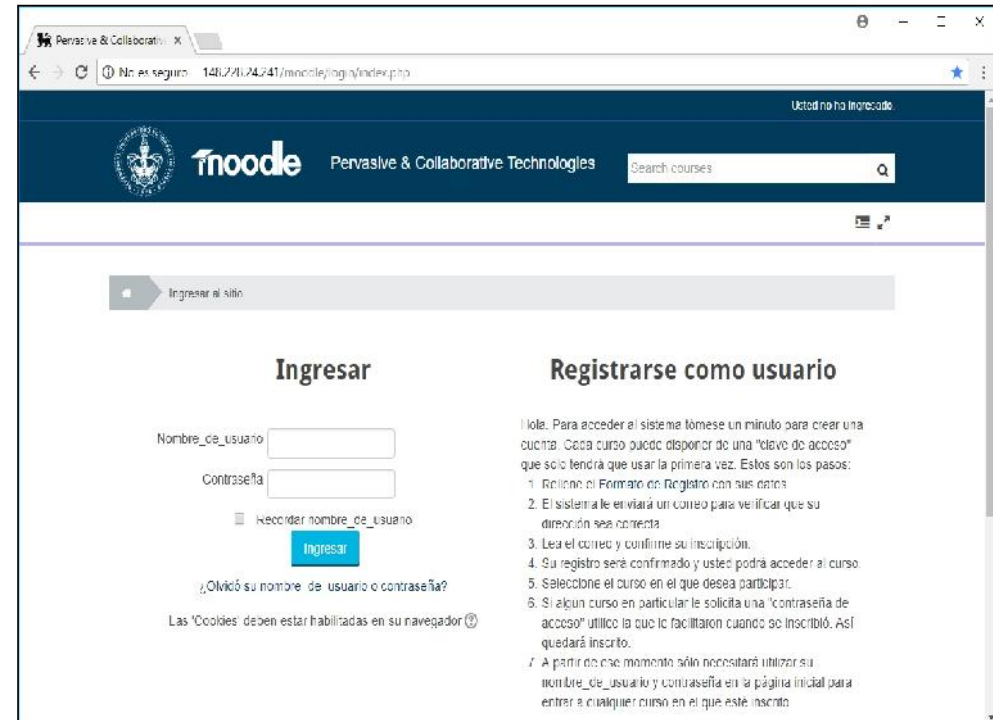 Pervasive & Collaborativ
No es seguro 148.228.24.241/moodle/login/index.php
Usted no ha ingresado.
moodle
Pervasive & Collaborative Technologies
Search courses
Ingresar al sitio
Ingresar
Nombre_de_usuario
Contraseña
Recordar nombre_de_usuario
Ingresar
¿Olvidó su nombre_de_usuario o contraseña?
Las 'Cookies' deben estar habilitadas en su navegador
Registrarse como usuario
Hola. Para acceder al sistema tómese un minuto para crear una
cuenta. Cada curso puede disponer de una "clave de acceso"
que sólo tendrá que usar la primera vez. Estos son los pasos:
1. Rellene el Formato de Registro con sus datos.
2. El sistema le enviará un correo para verificar que su
dirección sea correcta.
3. Lea el correo y confirme su inscripción.
4. Su registro será confirmado y usted podrá acceder al curso.
5. Seleccione el curso en el que desea participar.
6. Si algún curso en particular le solicita una "contraseña de
acceso" utilice la que le facilitaron cuando se inscribió. Así
quedará inscrito.
7. A partir de ese momento sólo necesitará utilizar su
nombre_de_usuario y contraseña en la página inicial para
entrar a cualquier curso en el que esté inscrito.